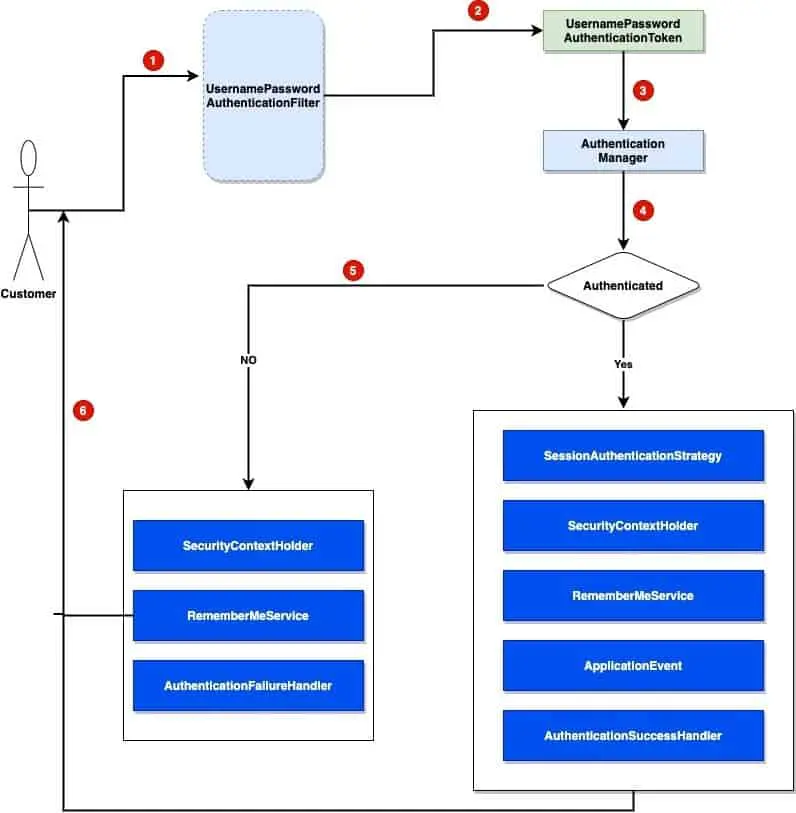 1
2
UsernamePassword
AuthenticationToken
UsernamePassword
AuthenticationFilter
3
Authentication
Manager
4
Customer
5
Authenticated
NO
Yes
6
SessionAuthenticationStrategy
SecurityContextHolder
RememberMeService
ApplicationEvent
AuthenticationSuccessHandler
SecurityContextHolder
RememberMeService
AuthenticationFailureHandler